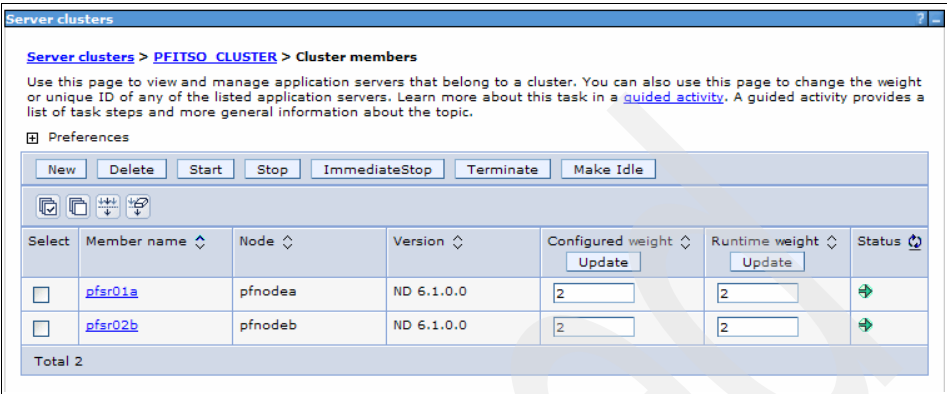 Server clusters ? –
Server clusters > PFITSO_CLUSTER > Cluster members
Use this page to view and manage application servers that belong to a cluster. You can also use this page to change the weight
or unique ID of any of the listed application servers. Learn more about this task in a guided activity. A guided activity provides a
list of task steps and more general information about the topic.
Preferences
New Delete Start Stop ImmediateStop Terminate Make Idle
Select Member name Node Version Configured weight Runtime weight Status
Update Update
pfsr01a pfnodea ND 6.1.0.0 2 2
pfsr02b pfnodeb ND 6.1.0.0 2 2
Total 2